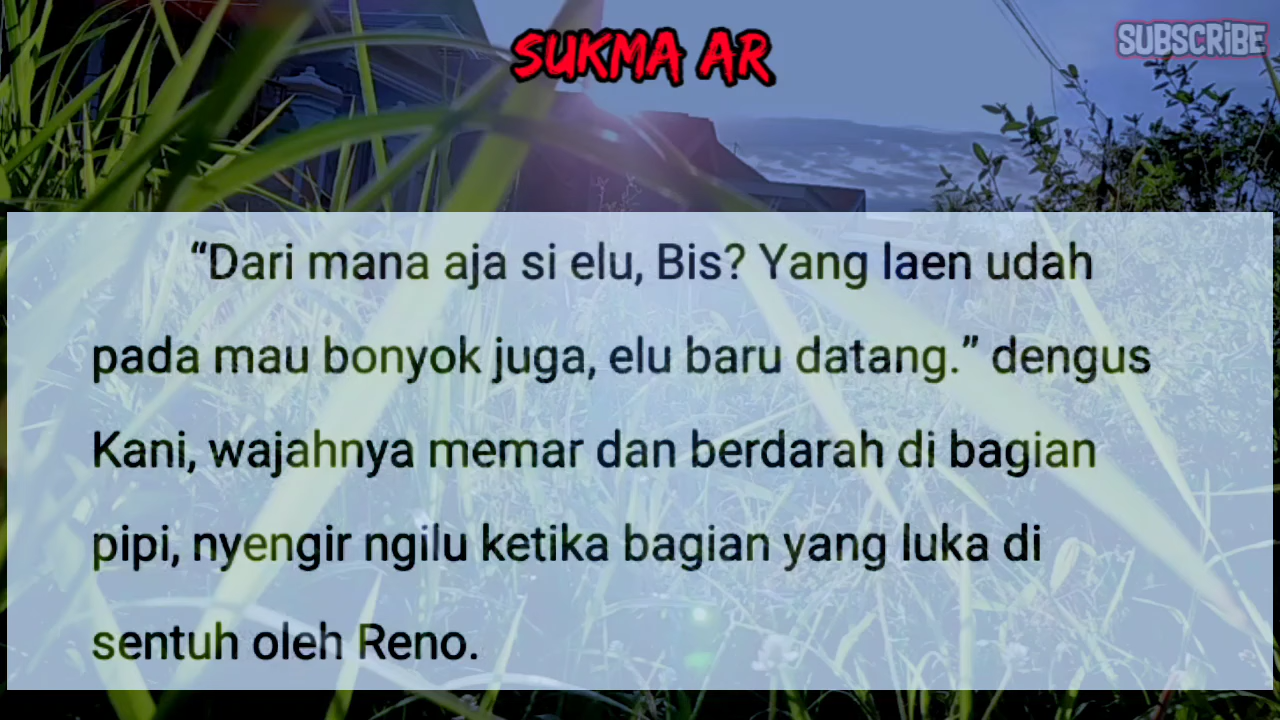 SUKMA AR
SUBSCRIBE
“Dari mana aja si elu, Bis? Yang laen udah
pada mau bonyok juga, elu baru datang.” dengus
Kani, wajahnya memar dan berdarah di bagian
pipi, nyengir ngilu ketika bagian yang luka di
sentuh oleh Reno.